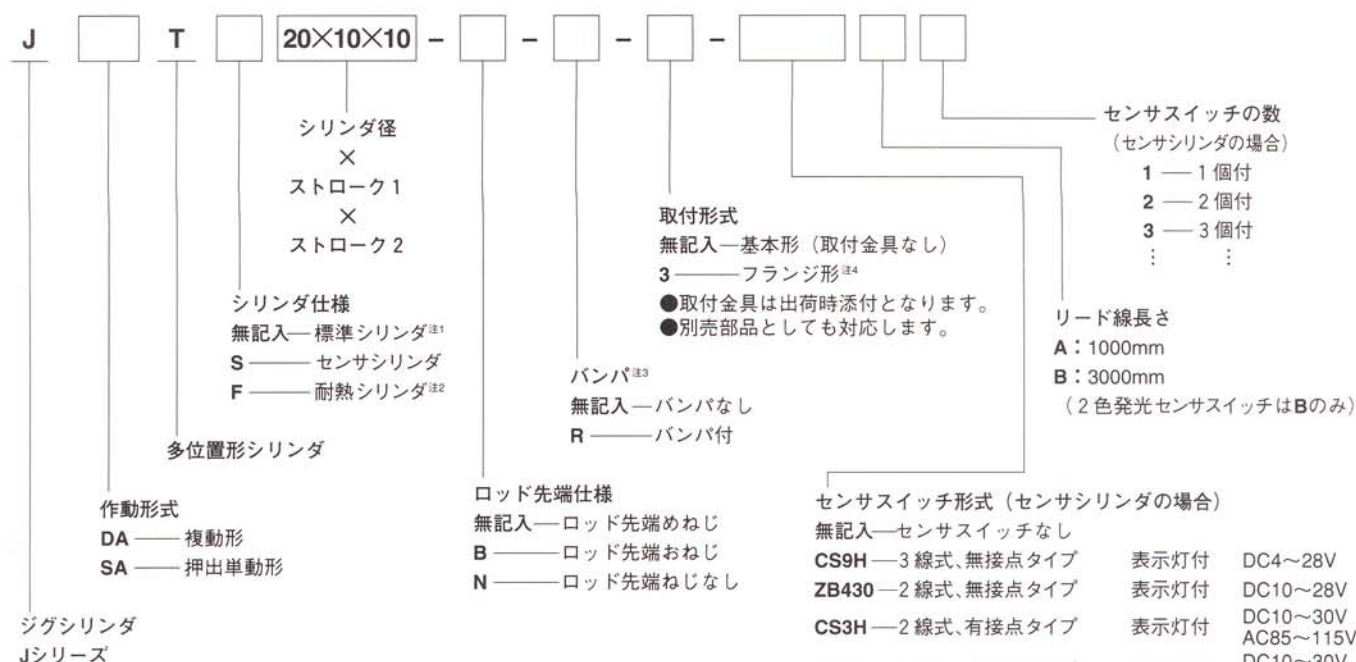 J □ T □ 20×10×10 − □ − □ − □ − □ □ □
シリンダ径
×
ストローク1
×
ストローク2
センサスイッチの数
(センサシリンダの場合)
1 ── 1個付
2 ── 2個付
3 ── 3個付
⋮ ⋮
取付形式
無記入─基本形(取付金具なし)
3 ───フランジ形注4
●取付金具は出荷時添付となります。
●別売部品としても対応します。
リード線長さ
A:1000mm
B:3000mm
(2色発光センサスイッチはBのみ)
シリンダ仕様
無記入─標準シリンダ注1
S ─── センサシリンダ
F ─── 耐熱シリンダ注2
バンパ注3
無記入─バンパなし
R ───バンパ付
多位置形シリンダ
ロッド先端仕様
無記入─ロッド先端めねじ
B ───ロッド先端おねじ
N ───ロッド先端ねじなし
作動形式
DA ── 複動形
SA ── 押出単動形
センサスイッチ形式(センサシリンダの場合)
無記入─センサスイッチなし
CS9H ─3線式、無接点タイプ 表示灯付 DC4〜28V
ZB430 ─2線式、無接点タイプ 表示灯付 DC10〜28V
CS3H ─2線式、有接点タイプ 表示灯付 DC10〜30V
AC85〜115V
DC10〜30V
ジグシリンダ
Jシリーズ